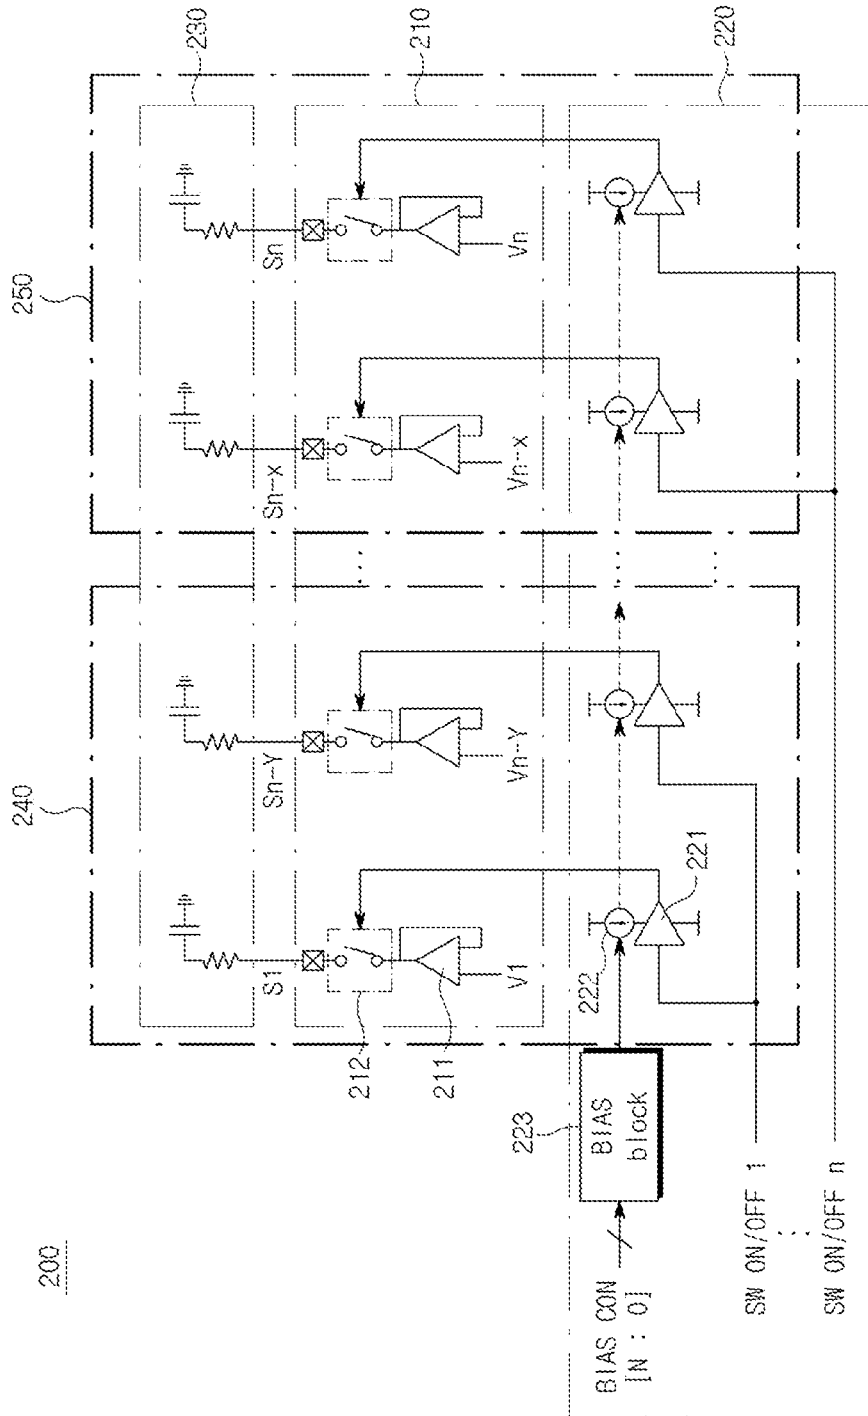 200
240
250
230
210
220
S1
Sn-Y
Sn-x
Sn
212
211
V1
Vn-Y
Vn-x
Vn
223
BIAS
block
222
221
BIAS CON
[N : 0]
SW ON/OFF 1
SW ON/OFF n